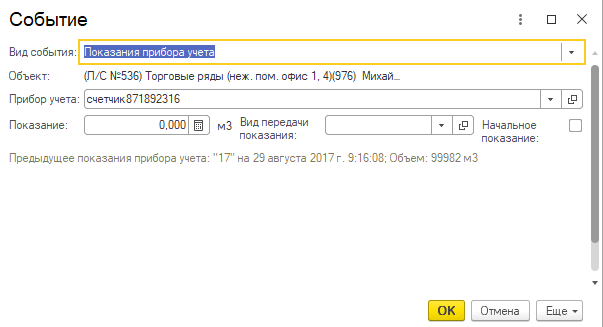 Событие
Вид события: Показания прибора учета
Объект: (Л/С №536) Торговые ряды (неж. пом. офис 1, 4)(976) Михай...
Прибор учета: счетчик871892316
Показание: 0,000 м3 Вид передачи показания: Начальное показание:
Предыдущее показания прибора учета: "17" на 29 августа 2017 г. 9:16:08; Объем: 99982 м3
OK Отмена Еще